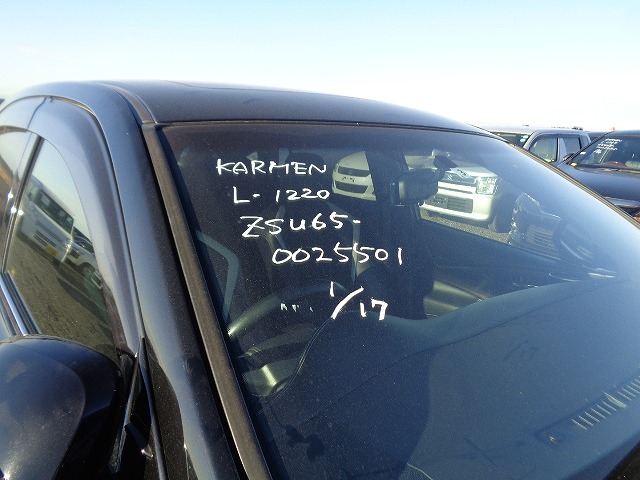 KARMEN
L-1220
ZSU65-
0025501
1/17